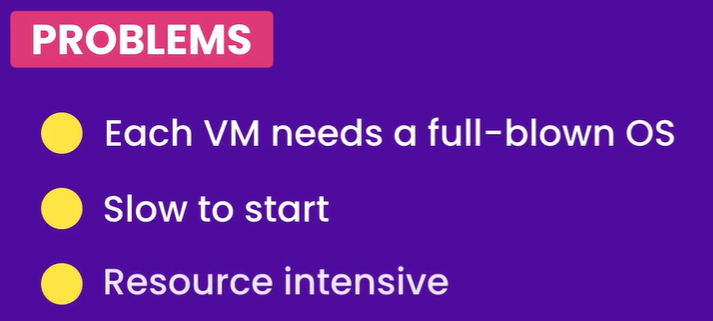 PROBLEMS
Each VM needs a full-blown OS
Slow to start
Resource intensive